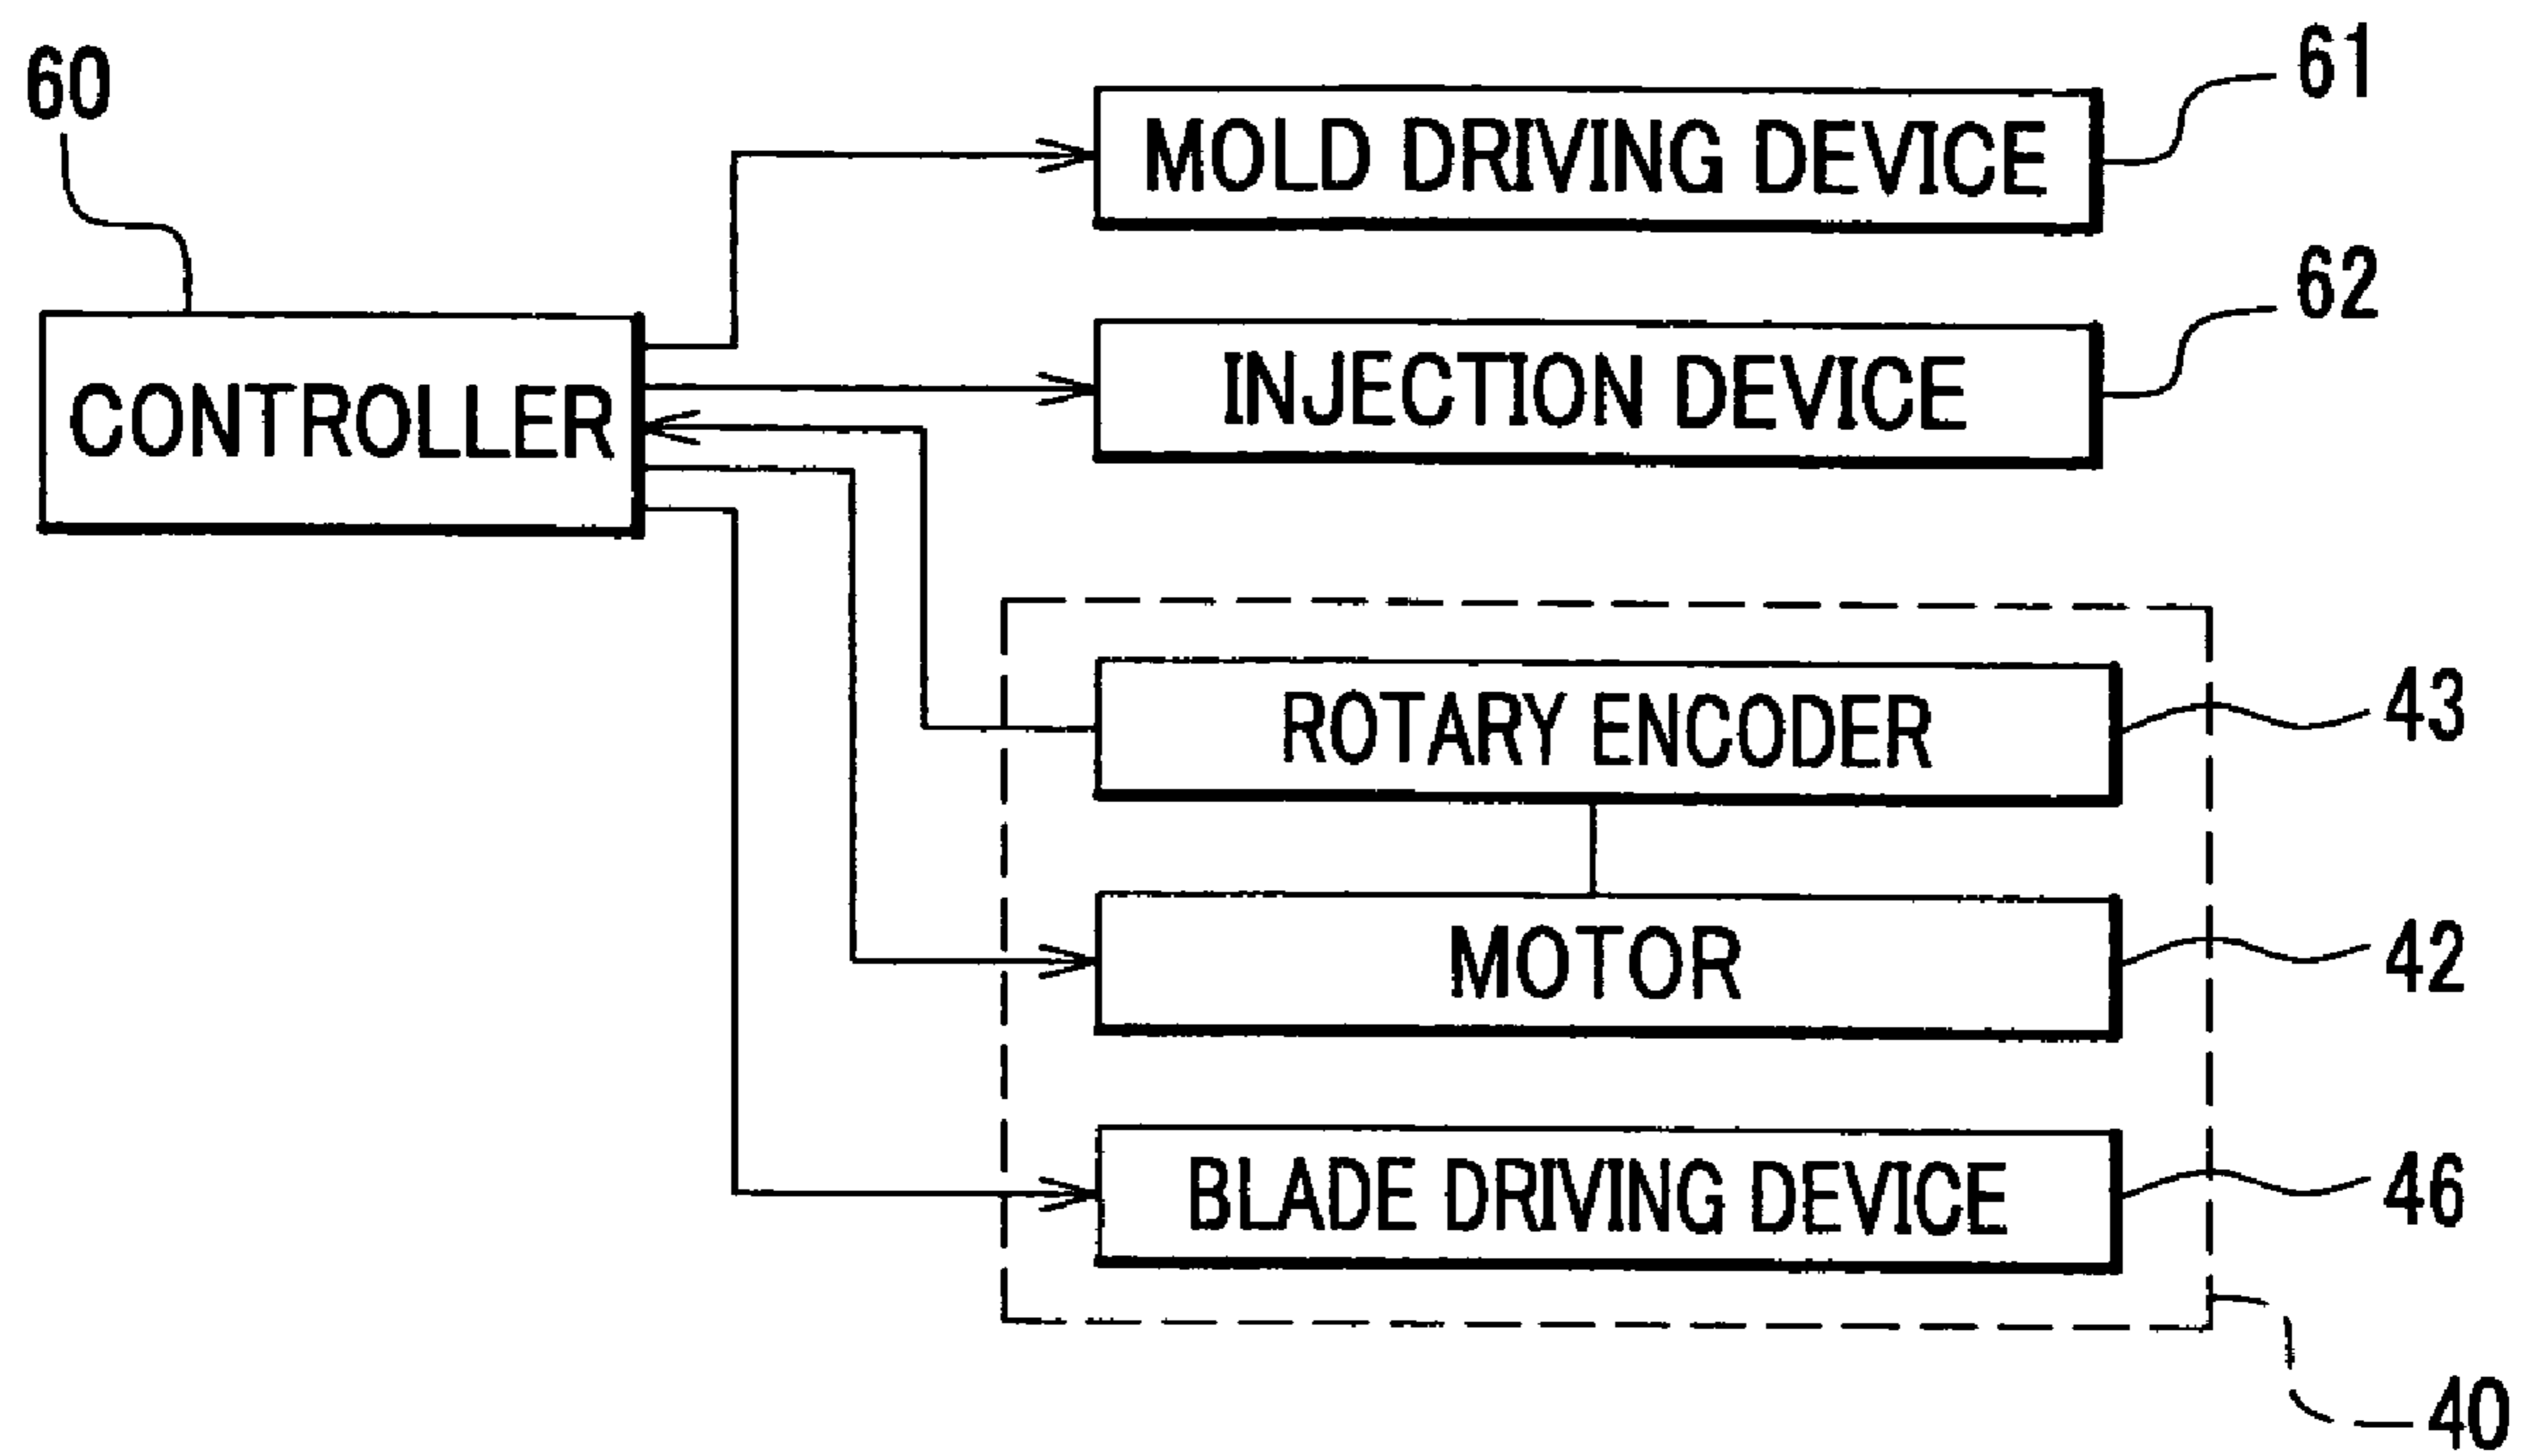 60
61
MOLD DRIVING DEVICE
62
INJECTION DEVICE
CONTROLLER
ROTARY ENCODER
43
MOTOR
42
BLADE DRIVING DEVICE
46
40